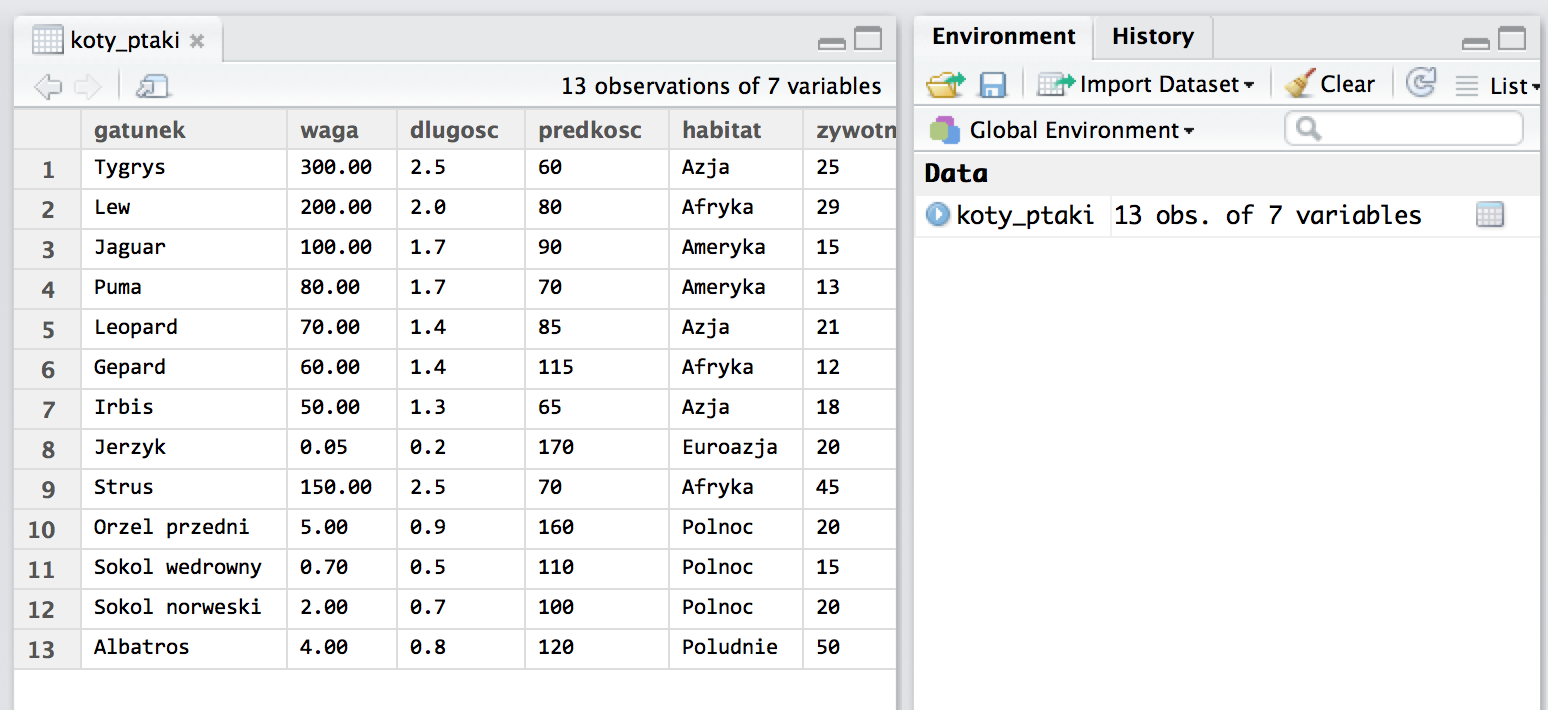 koty_ptaki
13 observations of 7 variables
gatunek waga dlugosc predkosc habitat zywotn
1 Tygrys 300.00 2.5 60 Azja 25
2 Lew 200.00 2.0 80 Afryka 29
3 Jaguar 100.00 1.7 90 Ameryka 15
4 Puma 80.00 1.7 70 Ameryka 13
5 Leopard 70.00 1.4 85 Azja 21
6 Gepard 60.00 1.4 115 Afryka 12
7 Irbis 50.00 1.3 65 Azja 18
8 Jerzyk 0.05 0.2 170 Euroazja 20
9 Strus 150.00 2.5 70 Afryka 45
10 Orzel przedni 5.00 0.9 160 Polnoc 20
11 Sokol wedrowny 0.70 0.5 110 Polnoc 15
12 Sokol norweski 2.00 0.7 100 Polnoc 20
13 Albatros 4.00 0.8 120 Poludnie 50
Environment History
Import Dataset Clear List
Global Environment
Data
koty_ptaki 13 obs. of 7 variables